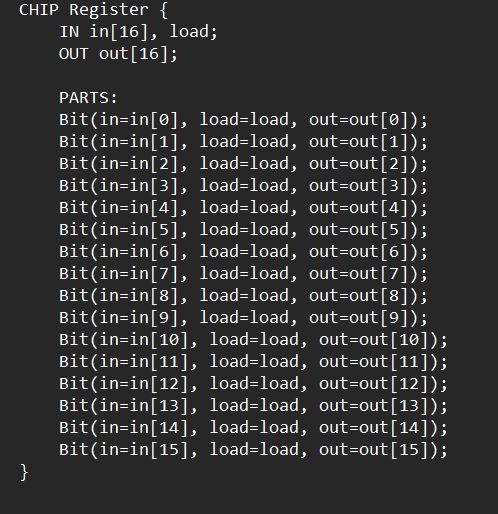 CHIP Register {
    IN in[16], load;
    OUT out[16];

    PARTS:
    Bit(in=in[0], load=load, out=out[0]);
    Bit(in=in[1], load=load, out=out[1]);
    Bit(in=in[2], load=load, out=out[2]);
    Bit(in=in[3], load=load, out=out[3]);
    Bit(in=in[4], load=load, out=out[4]);
    Bit(in=in[5], load=load, out=out[5]);
    Bit(in=in[6], load=load, out=out[6]);
    Bit(in=in[7], load=load, out=out[7]);
    Bit(in=in[8], load=load, out=out[8]);
    Bit(in=in[9], load=load, out=out[9]);
    Bit(in=in[10], load=load, out=out[10]);
    Bit(in=in[11], load=load, out=out[11]);
    Bit(in=in[12], load=load, out=out[12]);
    Bit(in=in[13], load=load, out=out[13]);
    Bit(in=in[14], load=load, out=out[14]);
    Bit(in=in[15], load=load, out=out[15]);
}